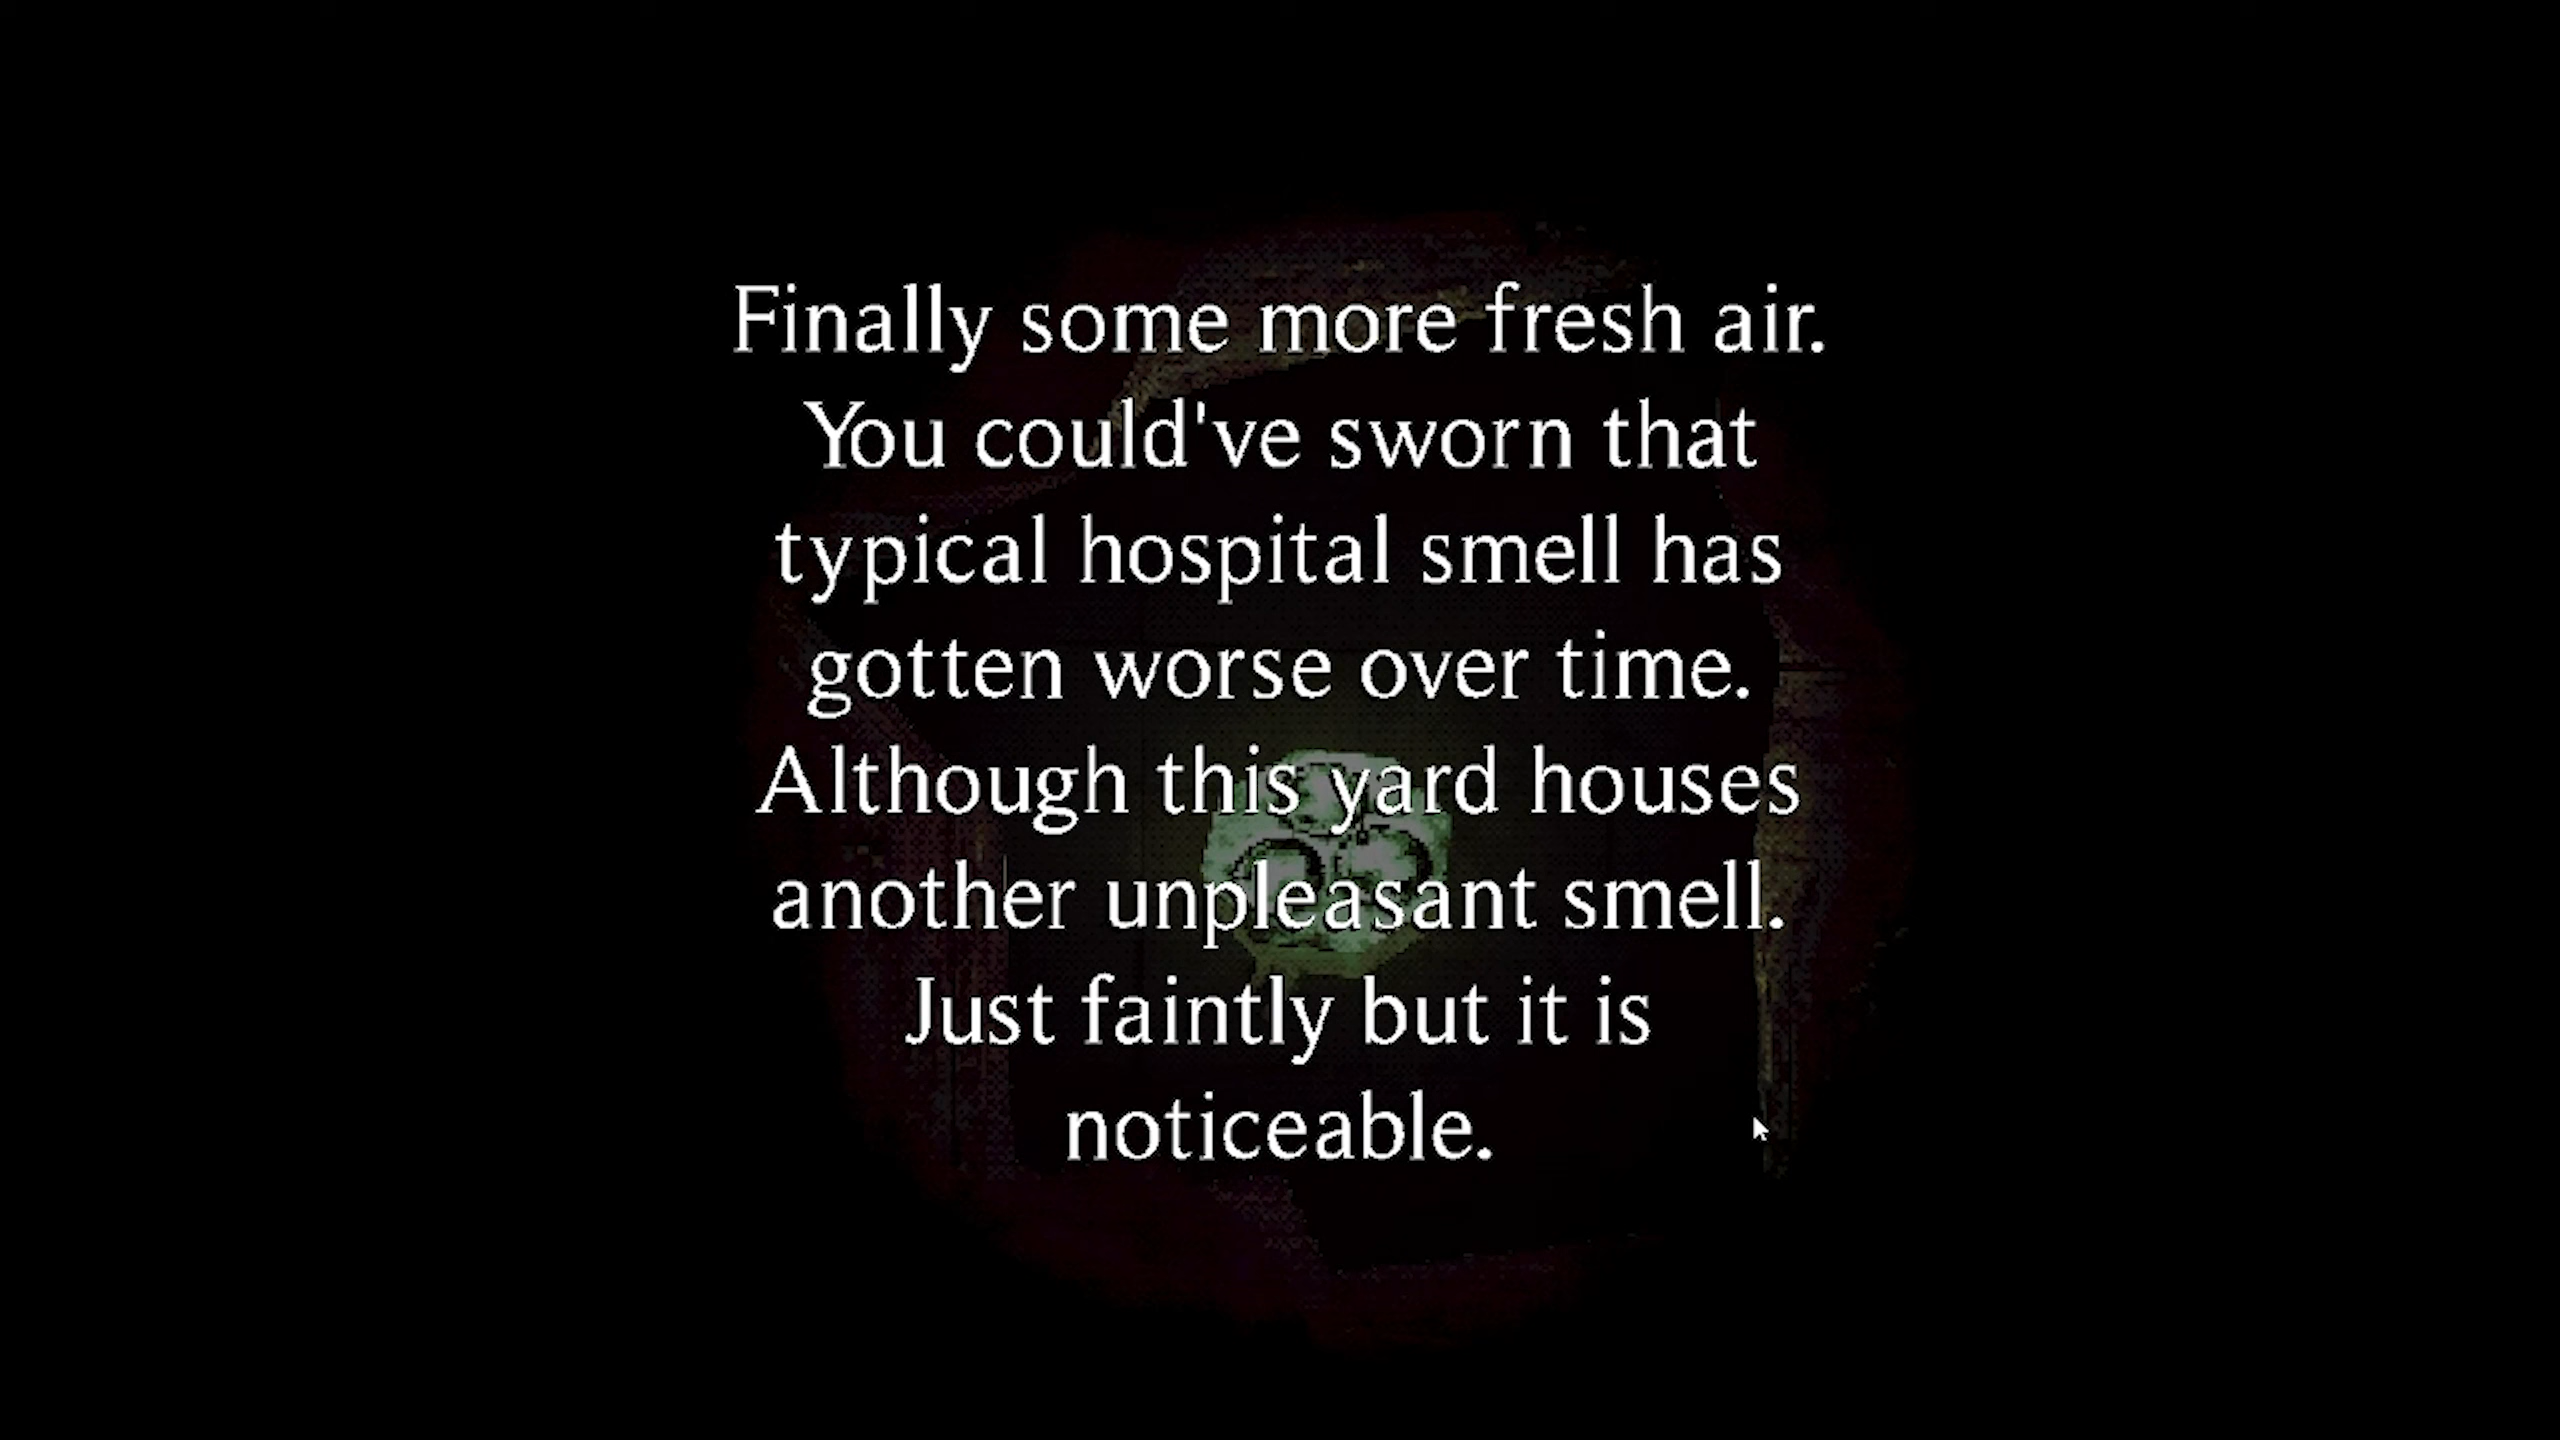 Finally some more fresh air.
You could've sworn that
typical hospital smell has
gotten worse over time.
Although this yard houses
another unpleasant smell.
Just faintly but it is
noticeable.